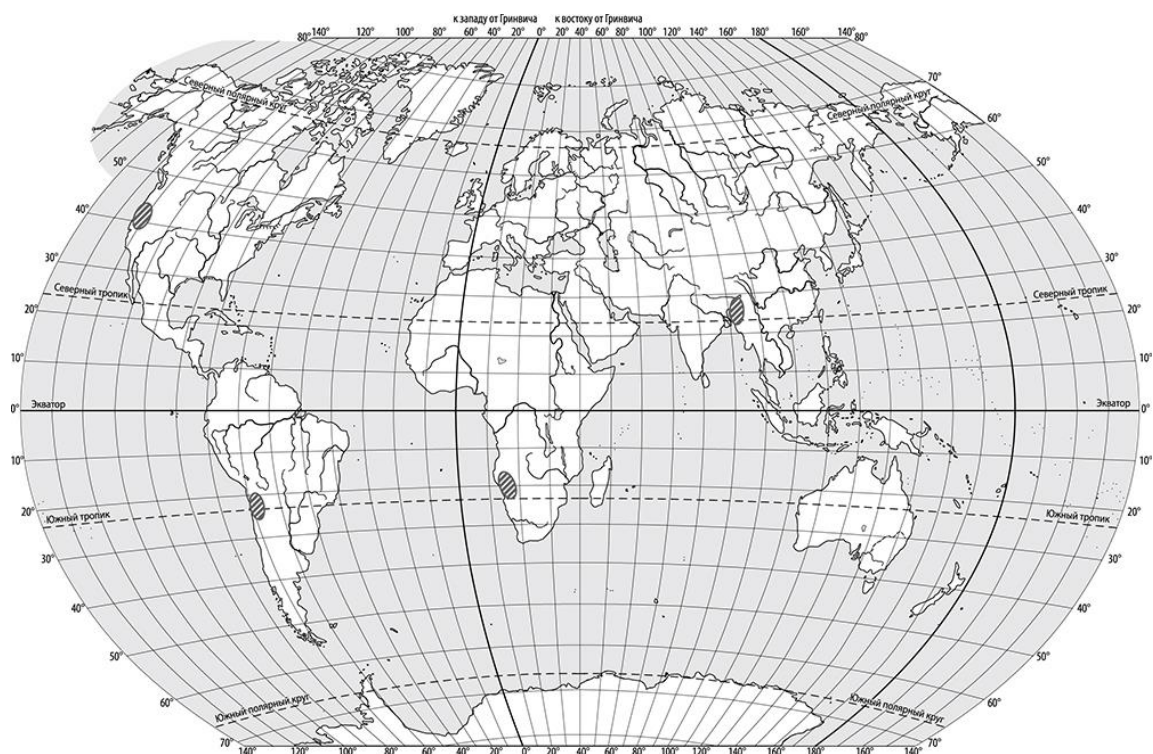 к западу от Гринвича к востоку от Гринвича
80° 140° 120° 100° 80° 60° 40° 20° 0° 20° 40° 60° 80° 100° 120° 140° 160° 180° 160° 140° 80°
70°
Северный полярный круг Северный полярный круг
60°
50° 50°
40° 40°
30° 30°
Северный тропик Северный тропик
20° 20°
10° 10°
0° Экватор Экватор 0°
10° 10°
20° Южный тропик Южный тропик 20°
30° 30°
40° 40°
50° 50°
60° 60°
Южный полярный круг Южный полярный круг
70° 70°
140° 120° 100° 80° 60° 40° 20° 0° 20° 40° 60° 80° 100° 120° 140° 160° 180° 160° 140°